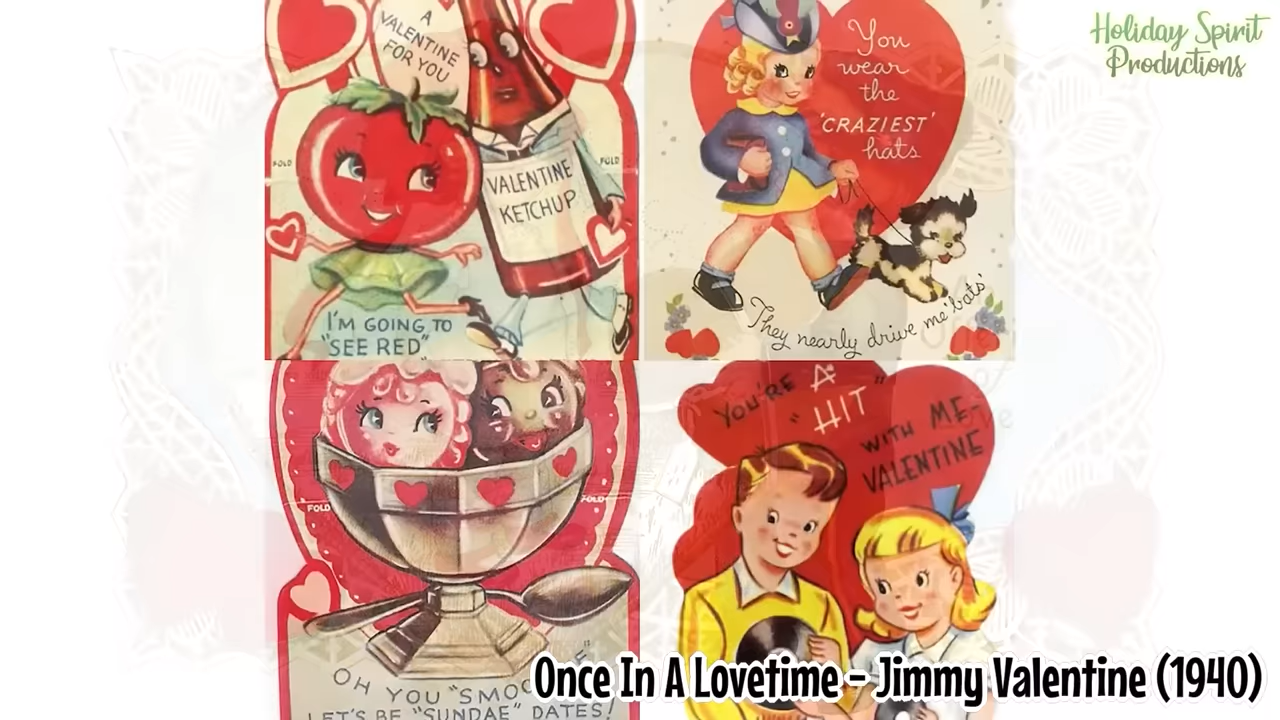 Holiday Spirit
Productions
A
VALENTINE
FOR YOU
FOLD
FOLD
VALENTINE
KETCHUP
I'M GOING TO
"SEE RED"
You
wear
the
'CRAZIEST'
hats
They nearly drive me 'bats'
FOLD
FOLD
OH YOU "SMOO
LET'S BE "SUNDAE" DATES!
YOU'RE A
"HIT"
WITH ME,
VALENTINE
Once In A Lovetime - Jimmy Valentine (1940)